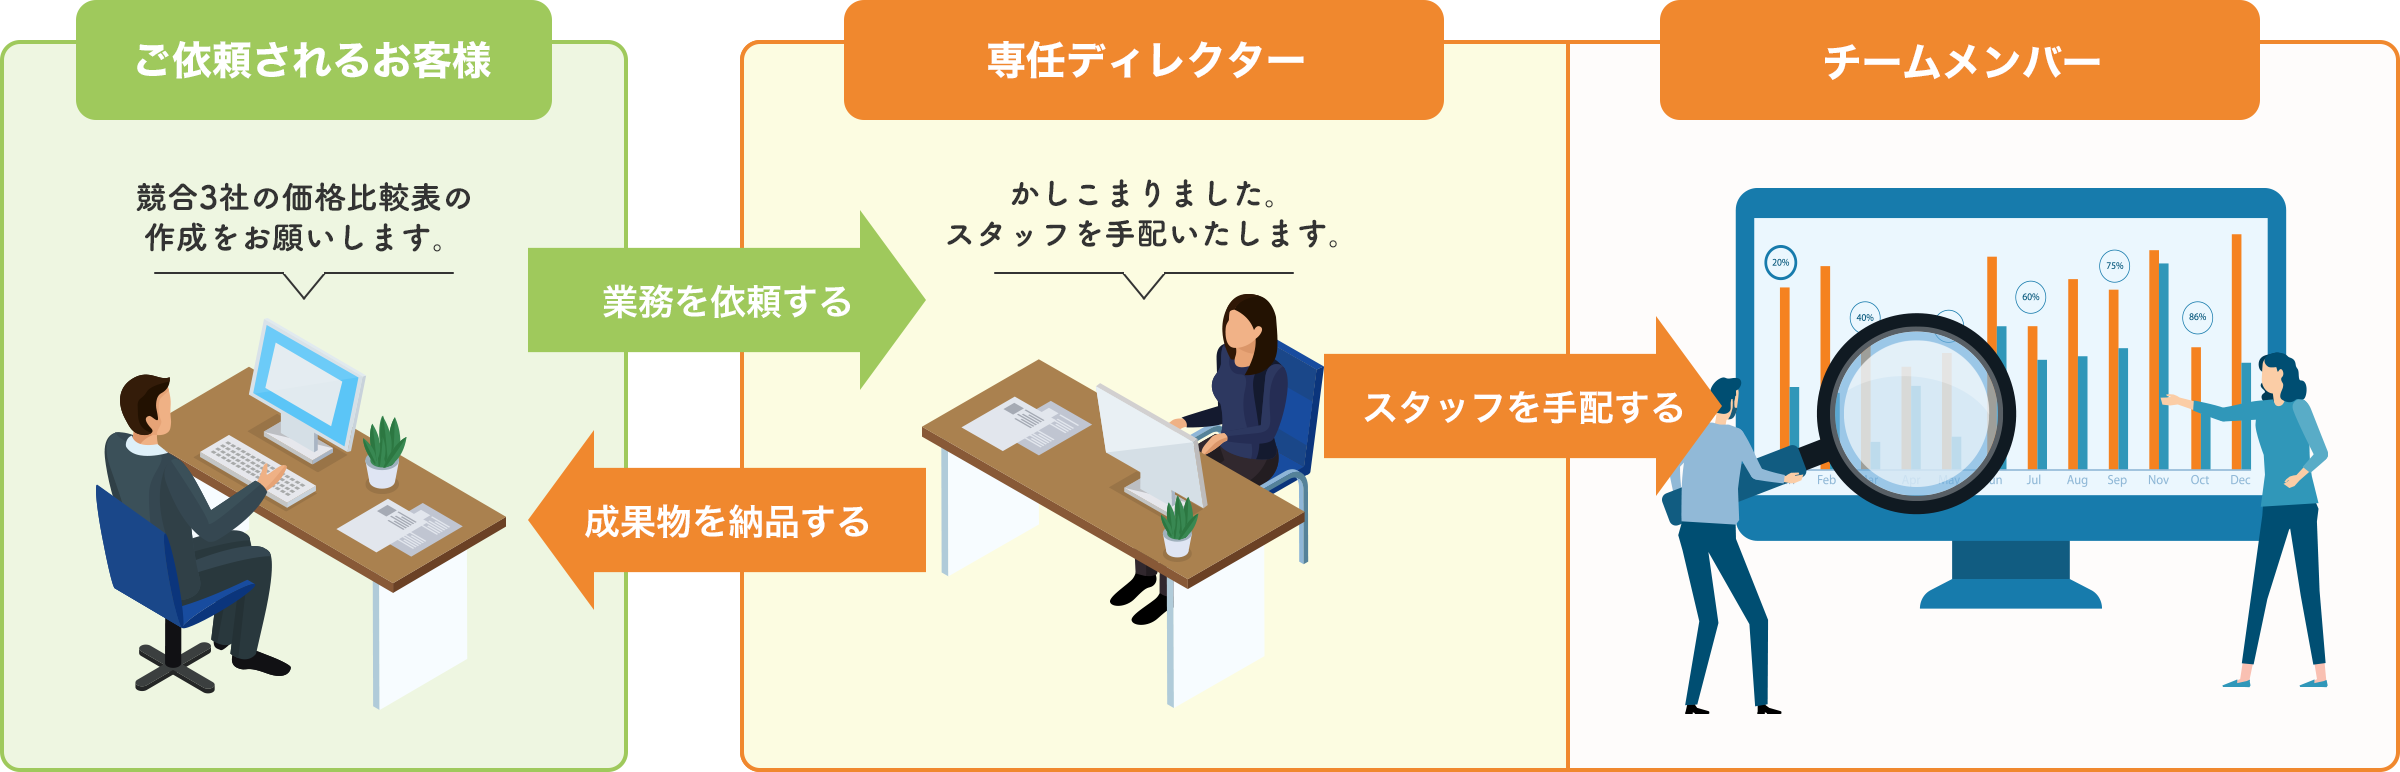 ご依頼されるお客様
競合3社の価格比較表の
作成をお願いします。
業務を依頼する
成果物を納品する
専任ディレクター
かしこまりました。
スタッフを手配いたします。
スタッフを手配する
チームメンバー
20%
40%
60%
75%
86%
Feb
Jul
Aug
Sep
Nov
Oct
Dec